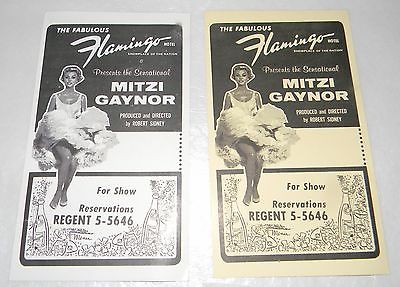 THE FABULOUS
Flamingo
HOTEL
SHOWPLACE OF THE NATION
Presents the Sensational
MITZI
GAYNOR
PRODUCED and DIRECTED
by ROBERT SIDNEY
For Show
Reservations
REGENT 5-5646
THE FABULOUS
Flamingo
HOTEL
SHOWPLACE OF THE NATION
Presents the Sensational
MITZI
GAYNOR
PRODUCED and DIRECTED
by ROBERT SIDNEY
For Show
Reservations
REGENT 5-5646